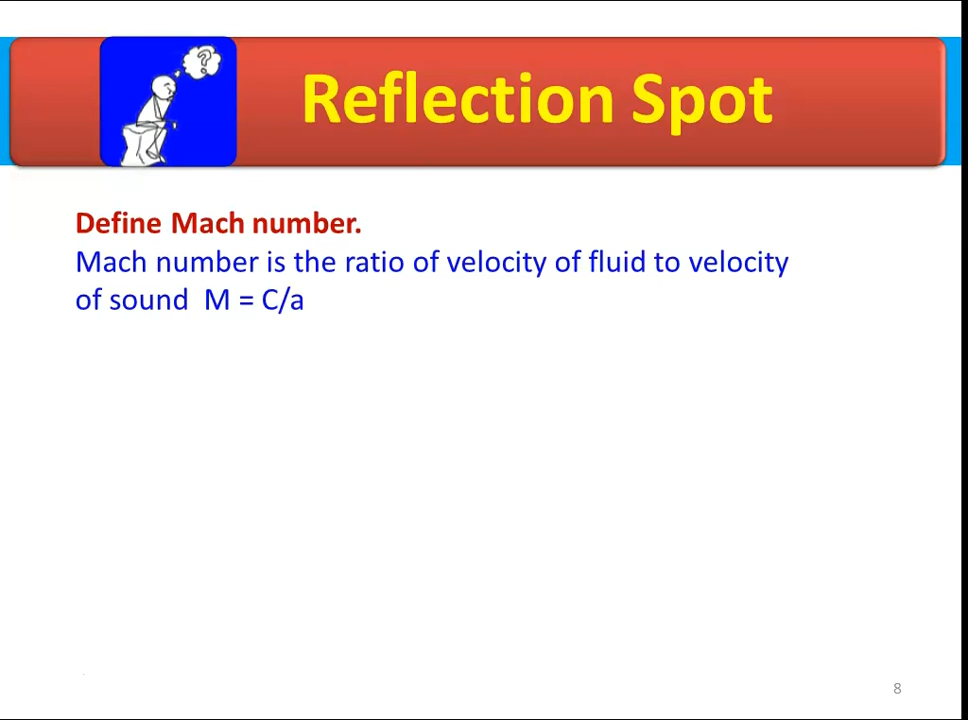 ?
Reflection Spot
Define Mach number.
Mach number is the ratio of velocity of fluid to velocity
of sound M = C/a
8